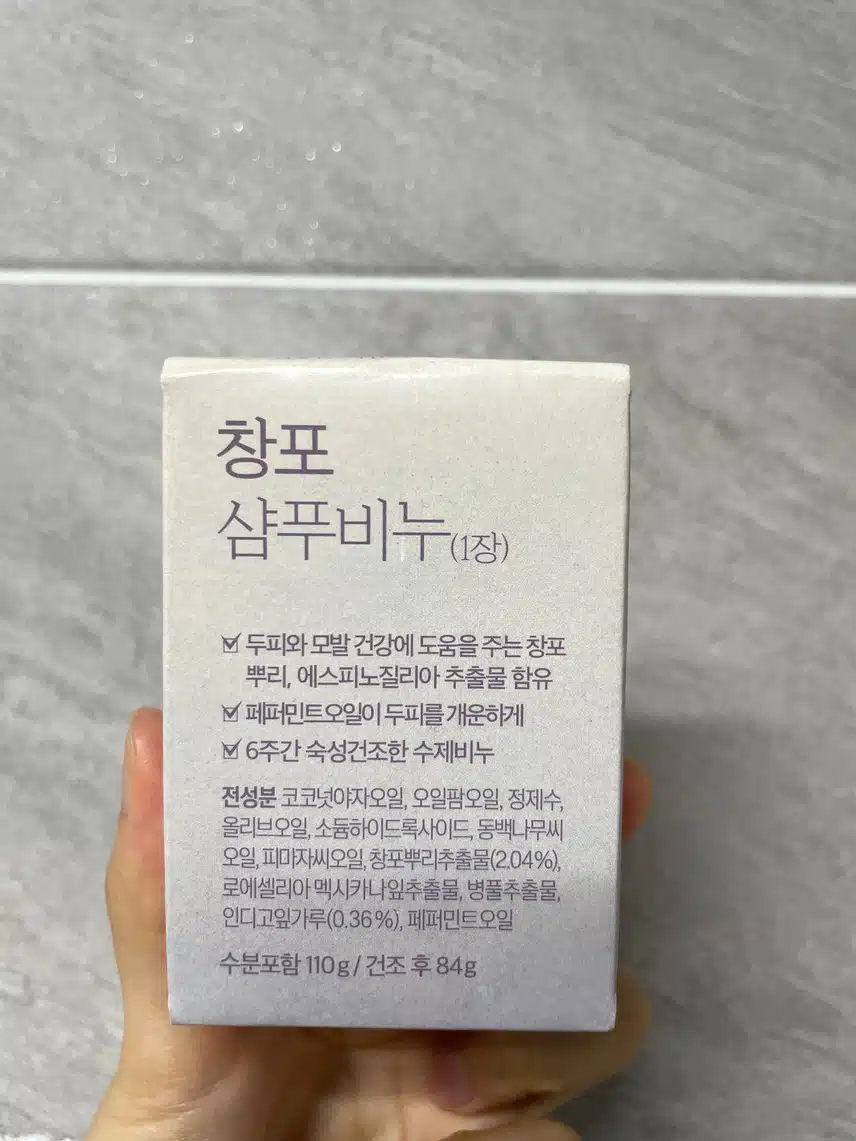 창포
샴푸비누(1장)
두피와 모발 건강에 도움을 주는 창포
뿌리, 에스피노질리아 추출물 함유
페퍼민트오일이 두피를 개운하게
6주간 숙성건조한 수제비누
전성분 코코넛야자오일, 오일팜오일, 정제수,
올리브오일, 소듐하이드록사이드, 동백나무씨
오일, 피마자씨오일, 창포뿌리추출물(2.04%),
로에셀리아 멕시카나잎추출물, 병풀추출물,
인디고잎가루(0.36%), 페퍼민트오일
수분포함 110g / 건조 후 84g